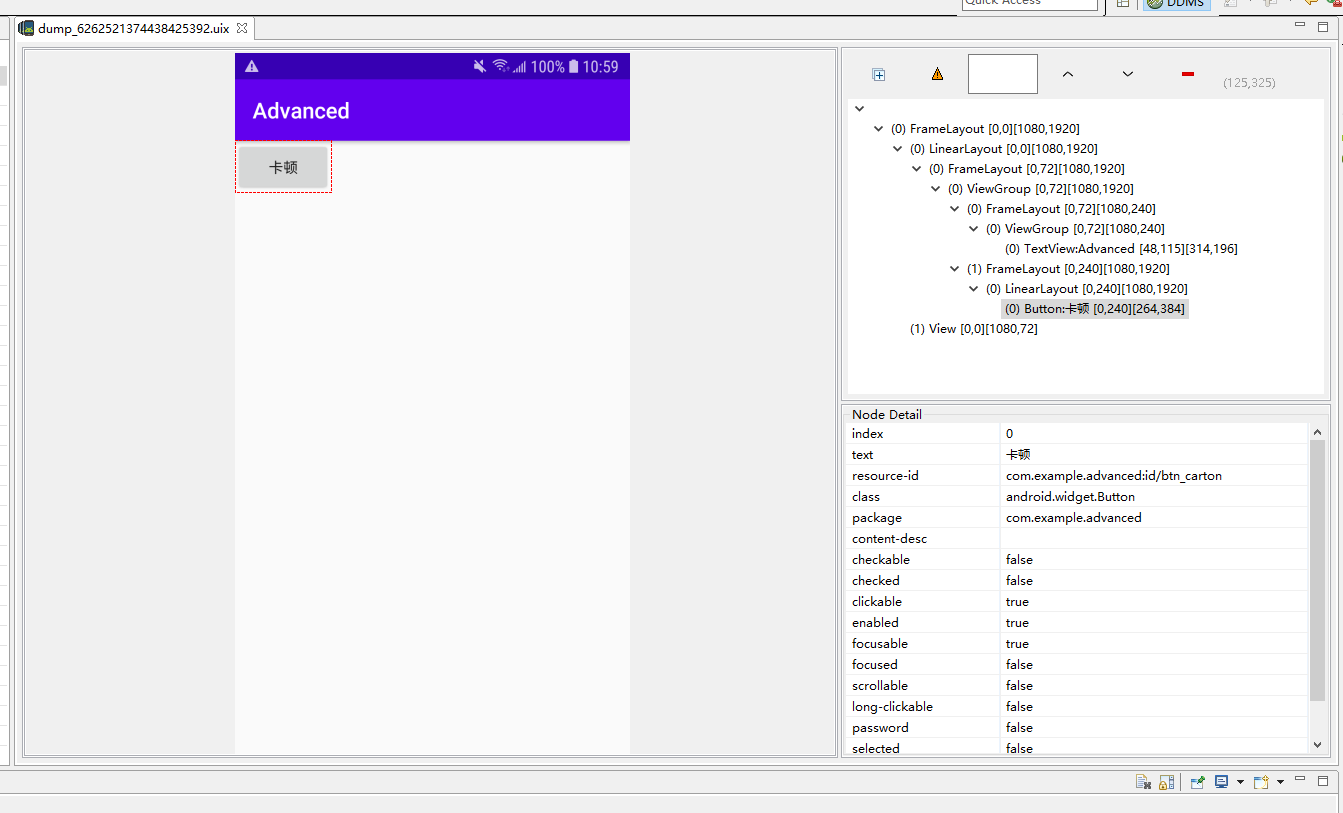 Quick Access
DDMS
dump_6262521374438425392.uix
100% 10:59
Advanced
卡顿
(125,325)
(0) FrameLayout [0,0][1080,1920]
(0) LinearLayout [0,0][1080,1920]
(0) FrameLayout [0,72][1080,1920]
(0) ViewGroup [0,72][1080,1920]
(0) FrameLayout [0,72][1080,240]
(0) ViewGroup [0,72][1080,240]
(0) TextView:Advanced [48,115][314,196]
(1) FrameLayout [0,240][1080,1920]
(0) LinearLayout [0,240][1080,1920]
(0) Button:卡顿 [0,240][264,384]
(1) View [0,0][1080,72]
Node Detail
index 0
text 卡顿
resource-id com.example.advanced:id/btn_carton
class android.widget.Button
package com.example.advanced
content-desc
checkable false
checked false
clickable true
enabled true
focusable true
focused false
scrollable false
long-clickable false
password false
selected false